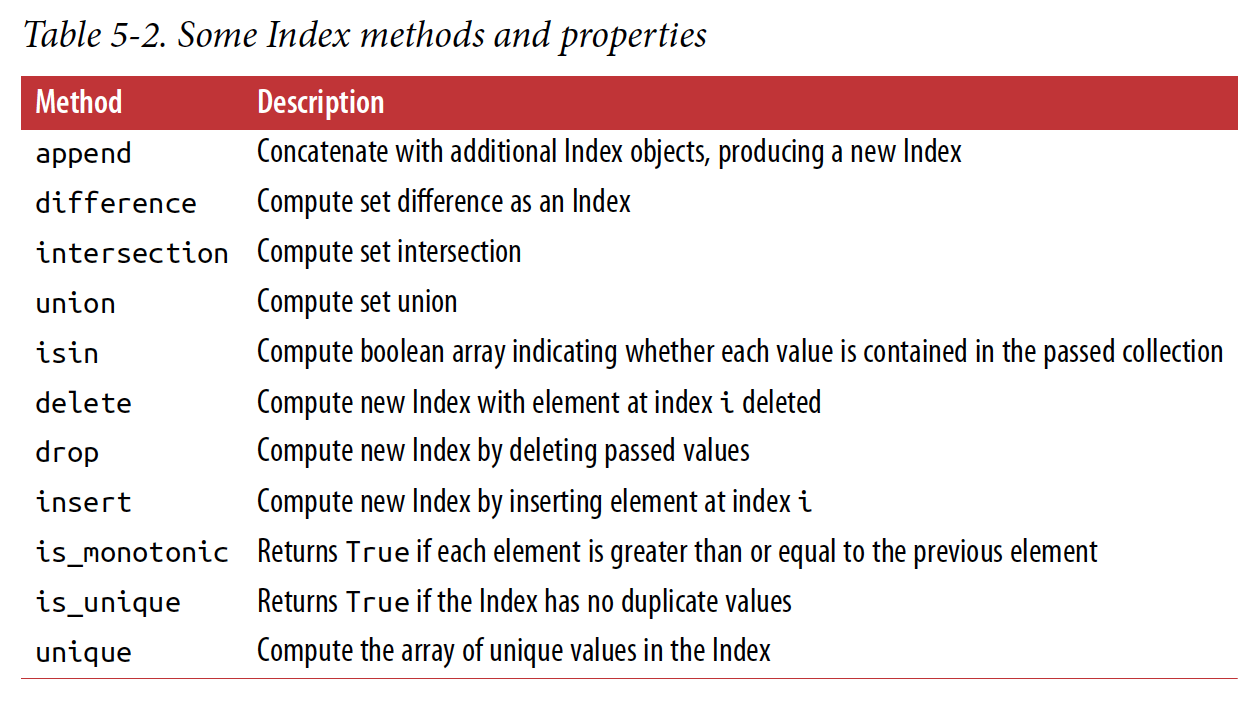 Table 5-2. Some Index methods and properties
Method Description
append Concatenate with additional Index objects, producing a new Index
difference Compute set difference as an Index
intersection Compute set intersection
union Compute set union
isin Compute boolean array indicating whether each value is contained in the passed collection
delete Compute new Index with element at index i deleted
drop Compute new Index by deleting passed values
insert Compute new Index by inserting element at index i
is_monotonic Returns True if each element is greater than or equal to the previous element
is_unique Returns True if the Index has no duplicate values
unique Compute the array of unique values in the Index